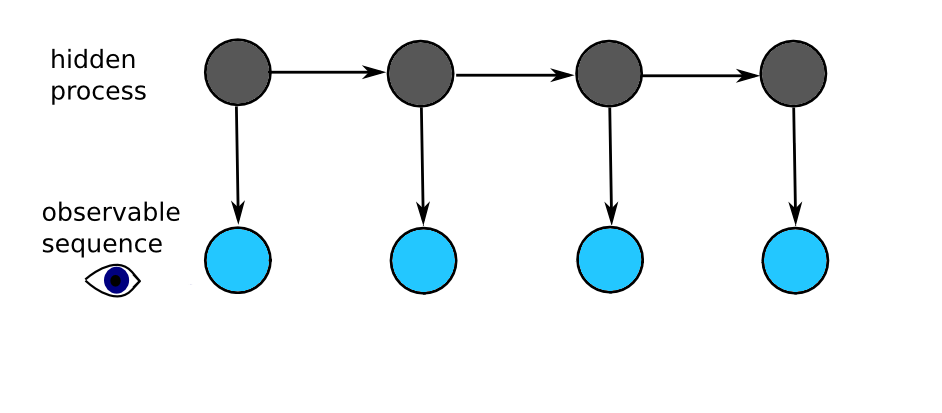 hidden
process
observable
sequence